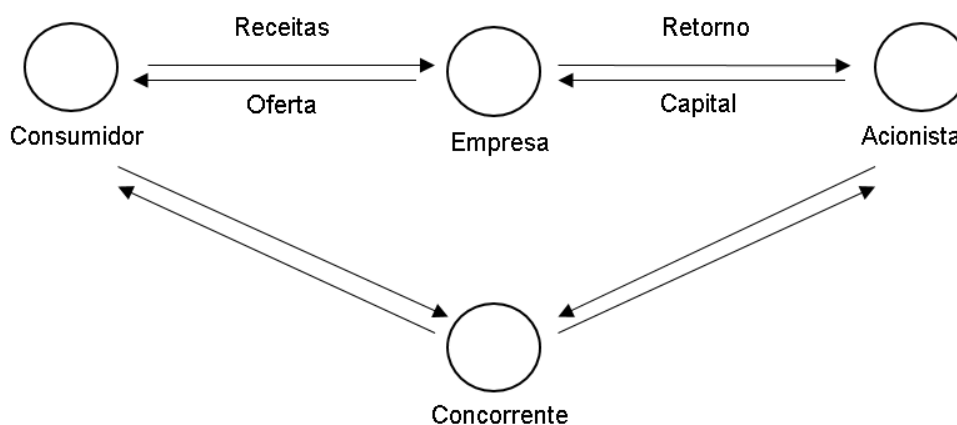 Receitas
Retorno
Oferta
Capital
Consumidor
Empresa
Acionista
Concorrente